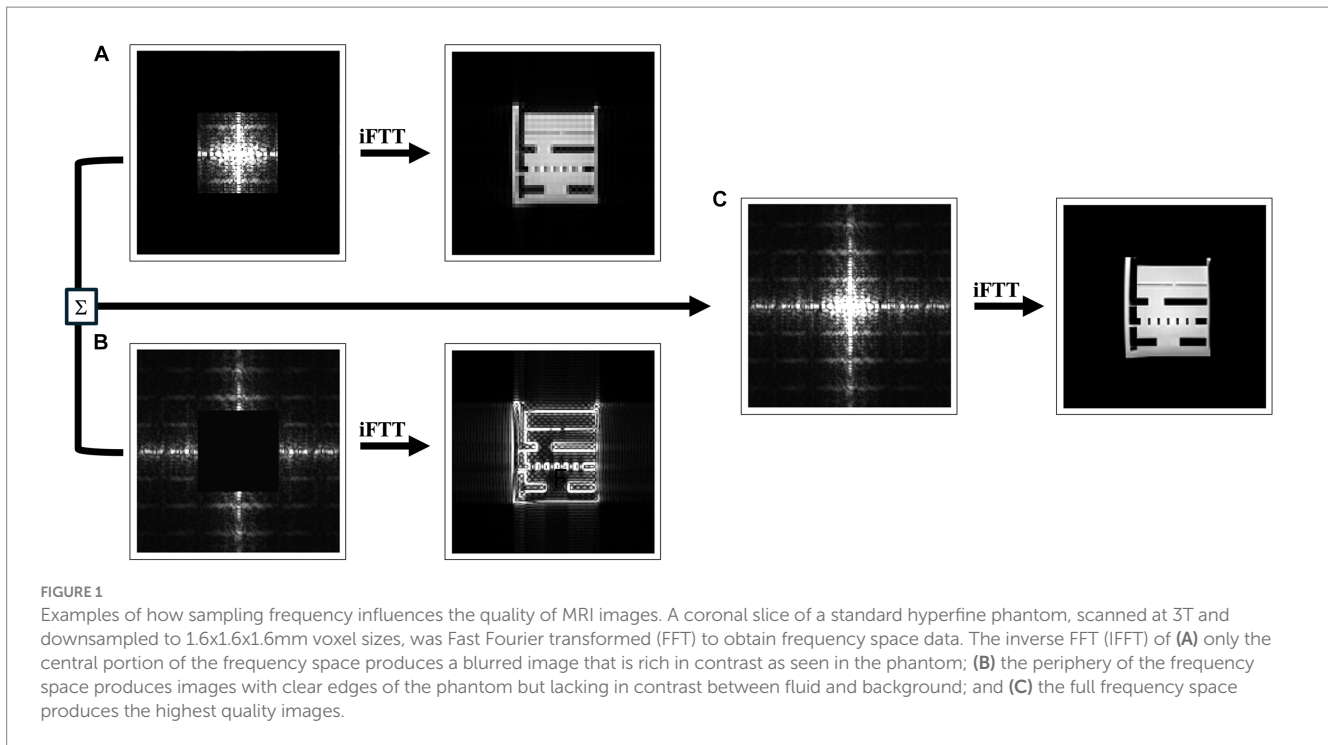 A
iFTT
C
iFTT
Σ
B
iFTT
FIGURE 1
Examples of how sampling frequency influences the quality of MRI images. A coronal slice of a standard hyperfine phantom, scanned at 3T and
downsampled to 1.6x1.6x1.6mm voxel sizes, was Fast Fourier transformed (FFT) to obtain frequency space data. The inverse FFT (IFFT) of (A) only the
central portion of the frequency space produces a blurred image that is rich in contrast as seen in the phantom; (B) the periphery of the frequency
space produces images with clear edges of the phantom but lacking in contrast between fluid and background; and (C) the full frequency space
produces the highest quality images.